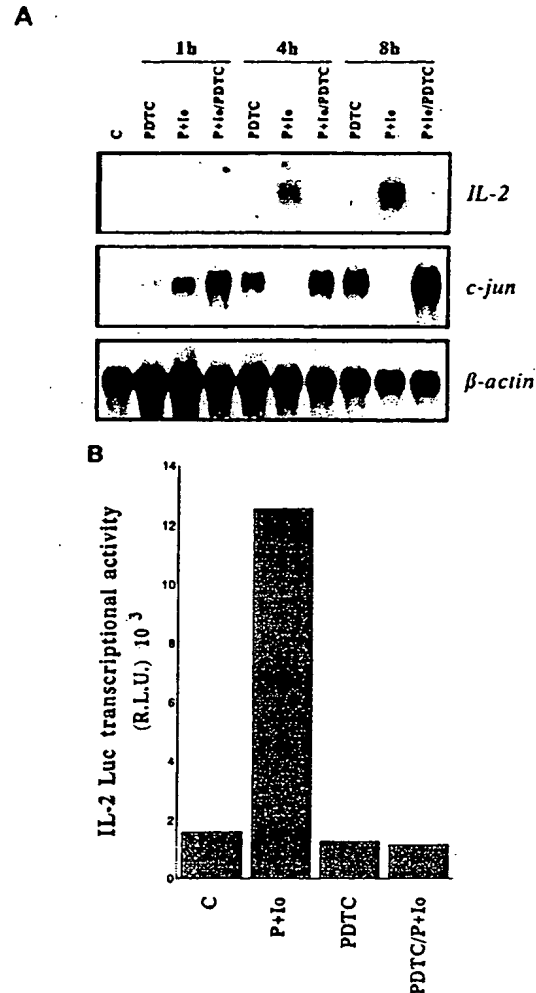 A
1h 4h 8h
C PDTC P+Io P+Io/PDTC PDTC P+Io P+Io/PDTC PDTC P+Io P+Io/PDTC
IL-2
c-jun
β-actin
B
IL-2 Luc transcriptional activity
(R.L.U.) 10 3
14
12
10
8
6
4
2
0
C P+Io PDTC PDTC/P+Io